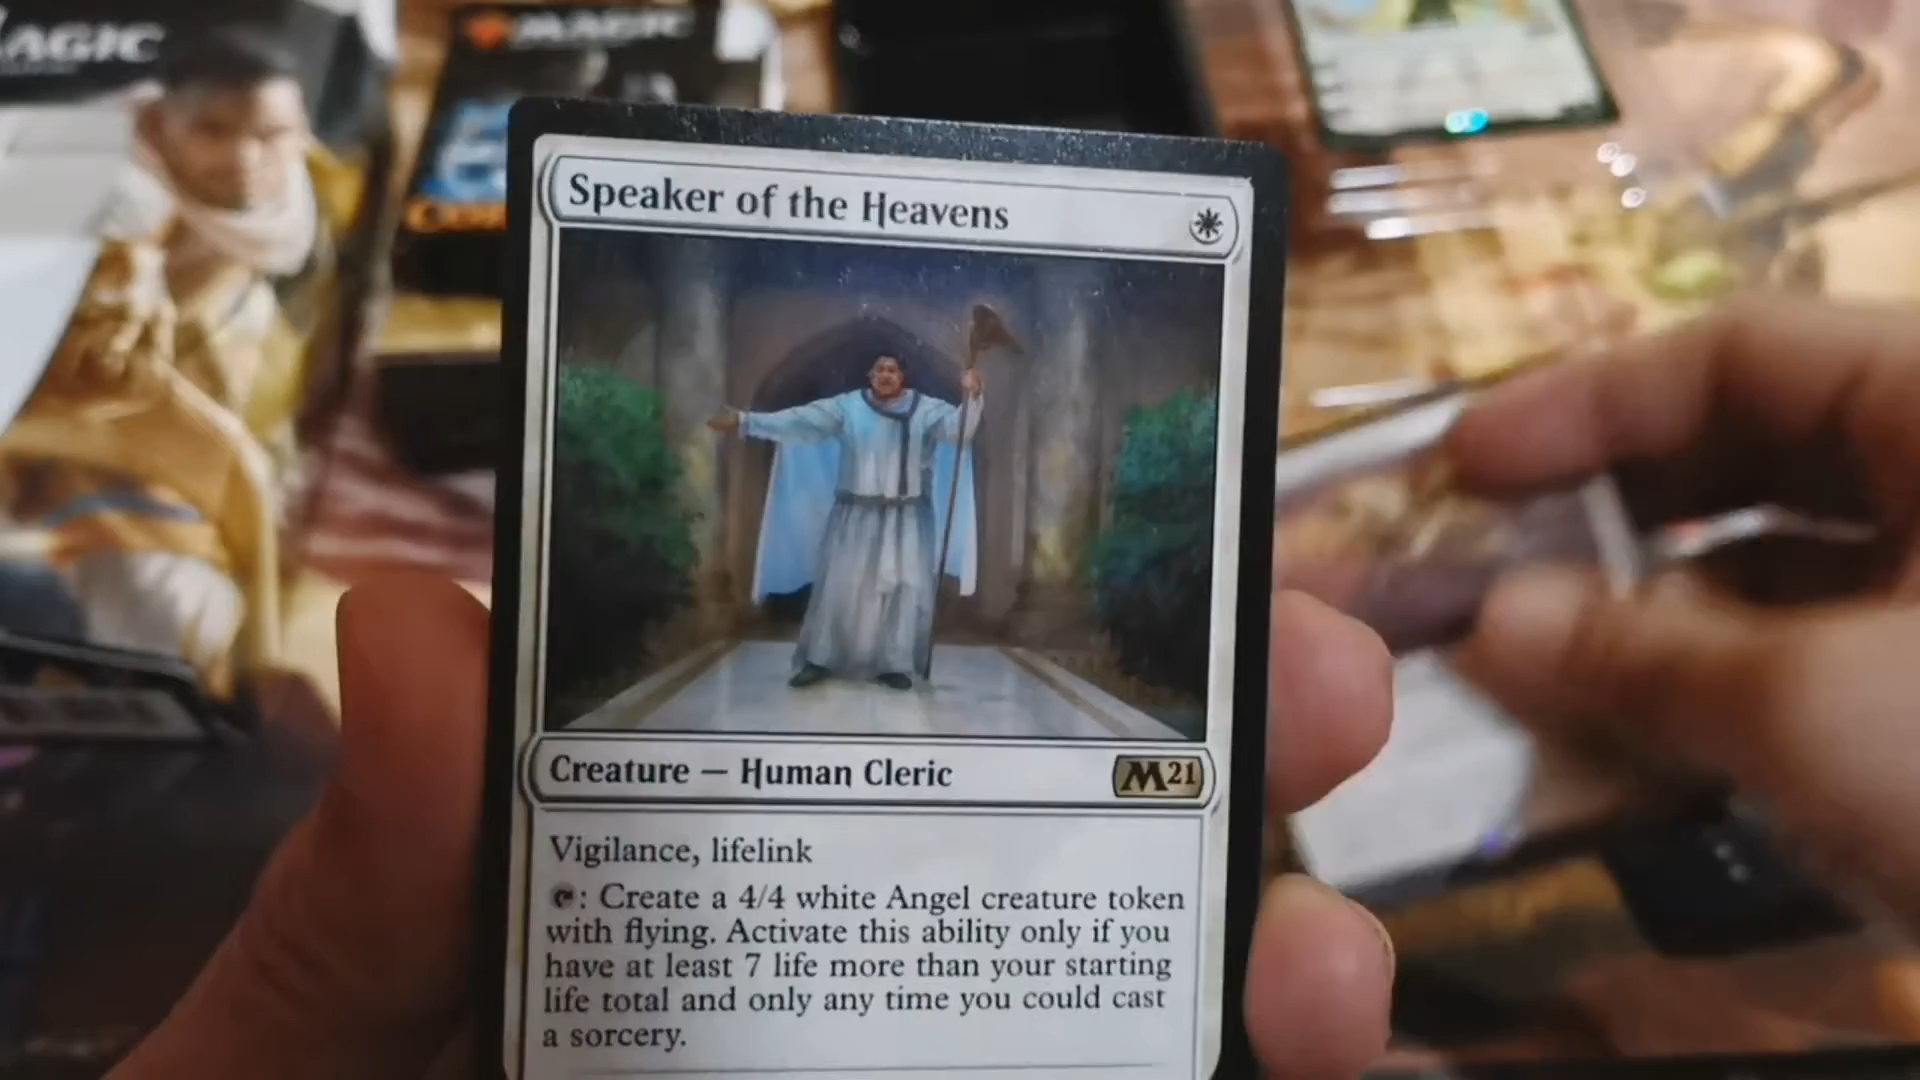 AGIC
MAGIC
Speaker of the Heavens
Creature — Human Cleric
M21
Vigilance, lifelink
: Create a 4/4 white Angel creature token
with flying. Activate this ability only if you
have at least 7 life more than your starting
life total and only any time you could cast
a sorcery.